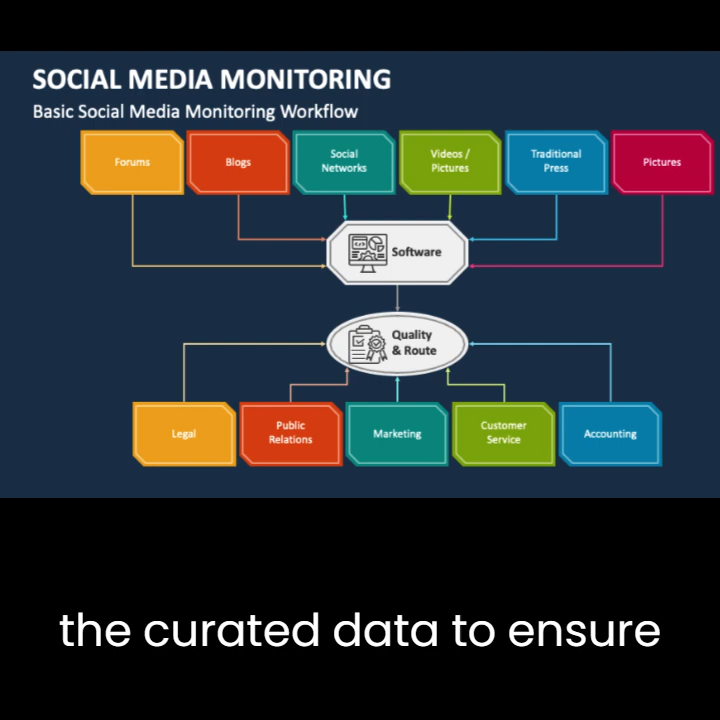 SOCIAL MEDIA MONITORING
Basic Social Media Monitoring Workflow
Forums
Blogs
Social
Networks
Videos /
Pictures
Traditional
Press
Pictures
Software
Quality
& Route
Legal
Public
Relations
Marketing
Customer
Service
Accounting
the curated data to ensure